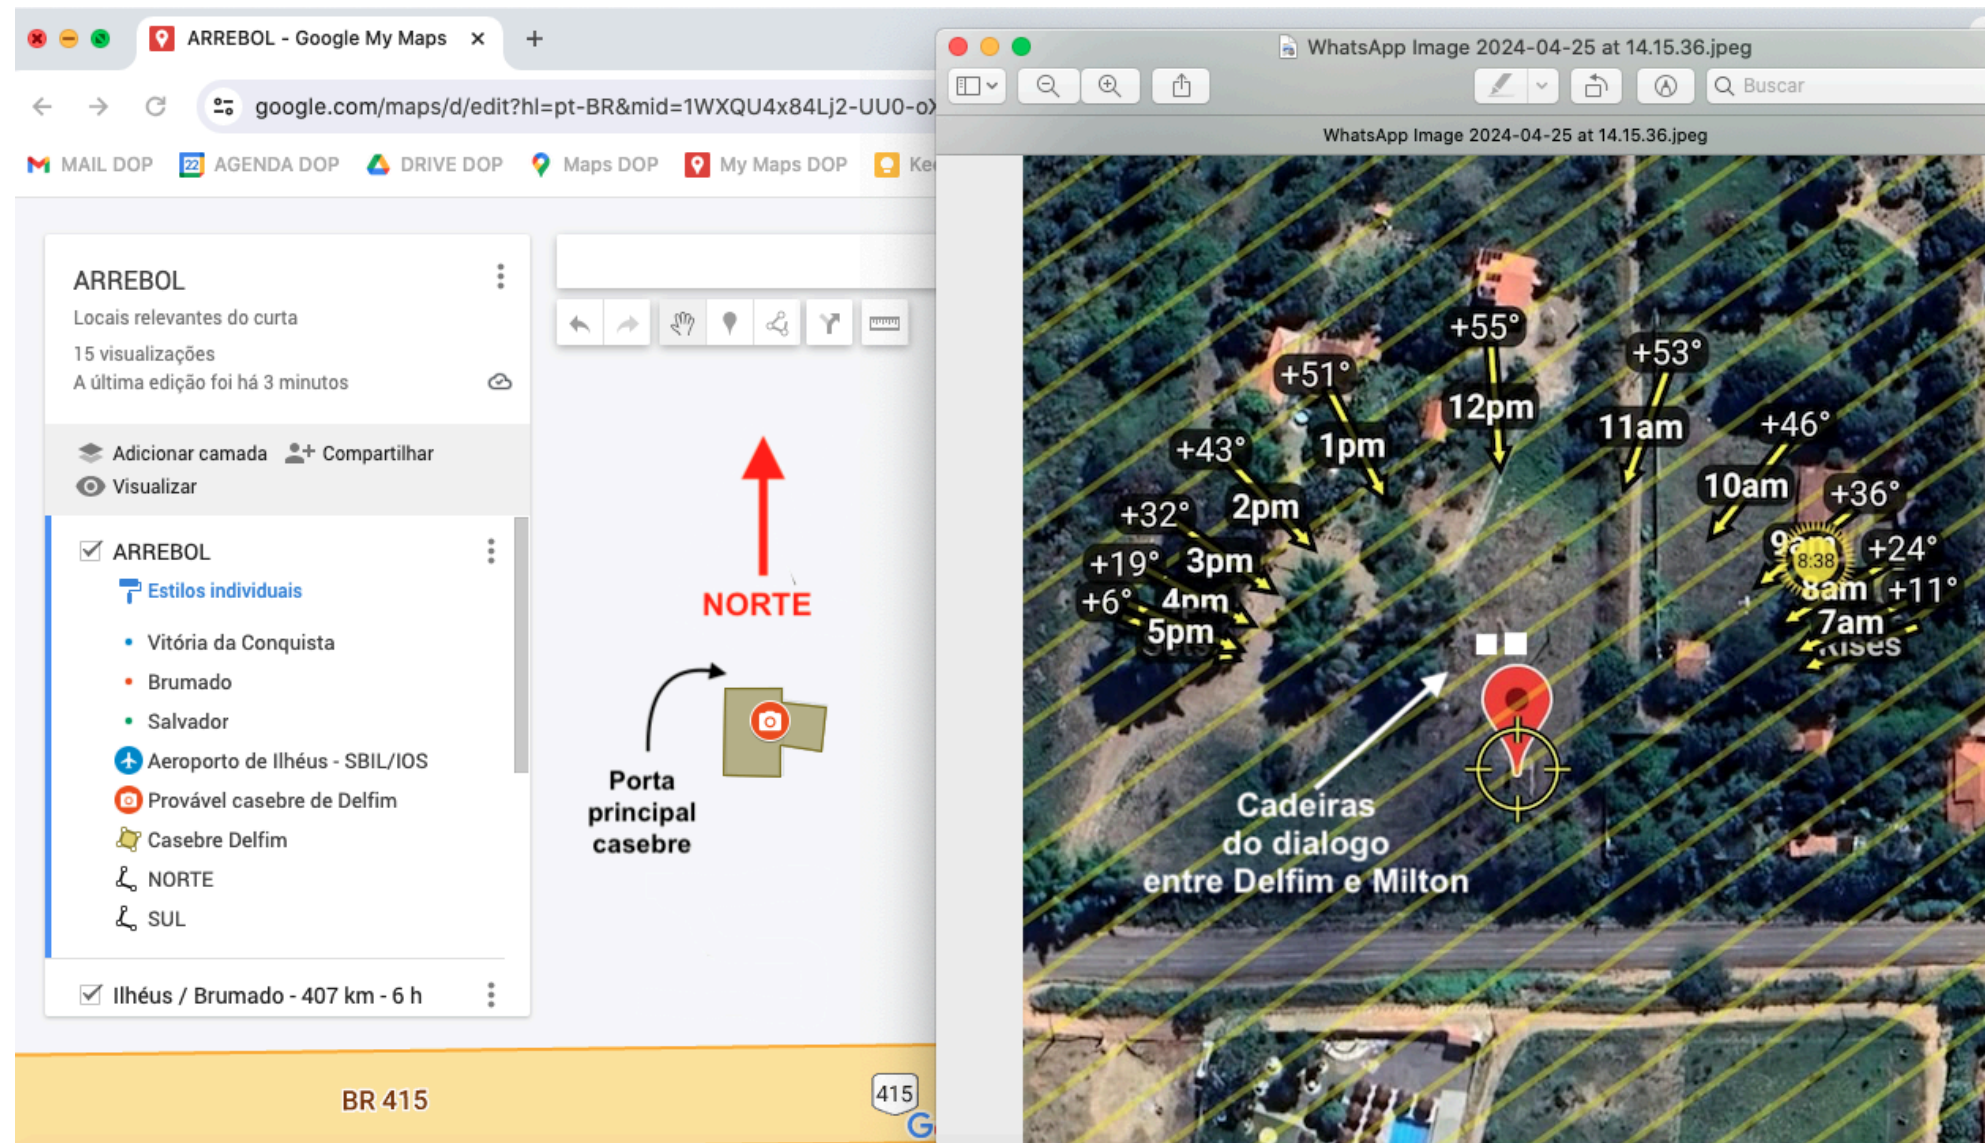 ARREBOL - Google My Maps
google.com/maps/d/edit?hl=pt-BR&mid=1WXQU4x84Lj2-UU0-oX
MAIL DOP
22 AGENDA DOP
DRIVE DOP
Maps DOP
My Maps DOP
Kee
ARREBOL
Locais relevantes do curta
15 visualizações
A última edição foi há 3 minutos
Adicionar camada
Compartilhar
Visualizar
ARREBOL
Estilos individuais
Vitória da Conquista
Brumado
Salvador
Aeroporto de Ilhéus - SBIL/IOS
Provável casebre de Delfim
Casebre Delfim
NORTE
SUL
Ilhéus / Brumado - 407 km - 6 h
NORTE
Porta
principal
casebre
BR 415
415
WhatsApp Image 2024-04-25 at 14.15.36.jpeg
Buscar
WhatsApp Image 2024-04-25 at 14.15.36.jpeg
+55°
12pm
+53°
11am
+51°
1pm
+46°
10am
+43°
2pm
+36°
9am
8:38
+32°
3pm
+24°
8am
+19°
4pm
+11°
7am
+6°
5pm
Rises
Cadeiras
do dialogo
entre Delfim e Milton